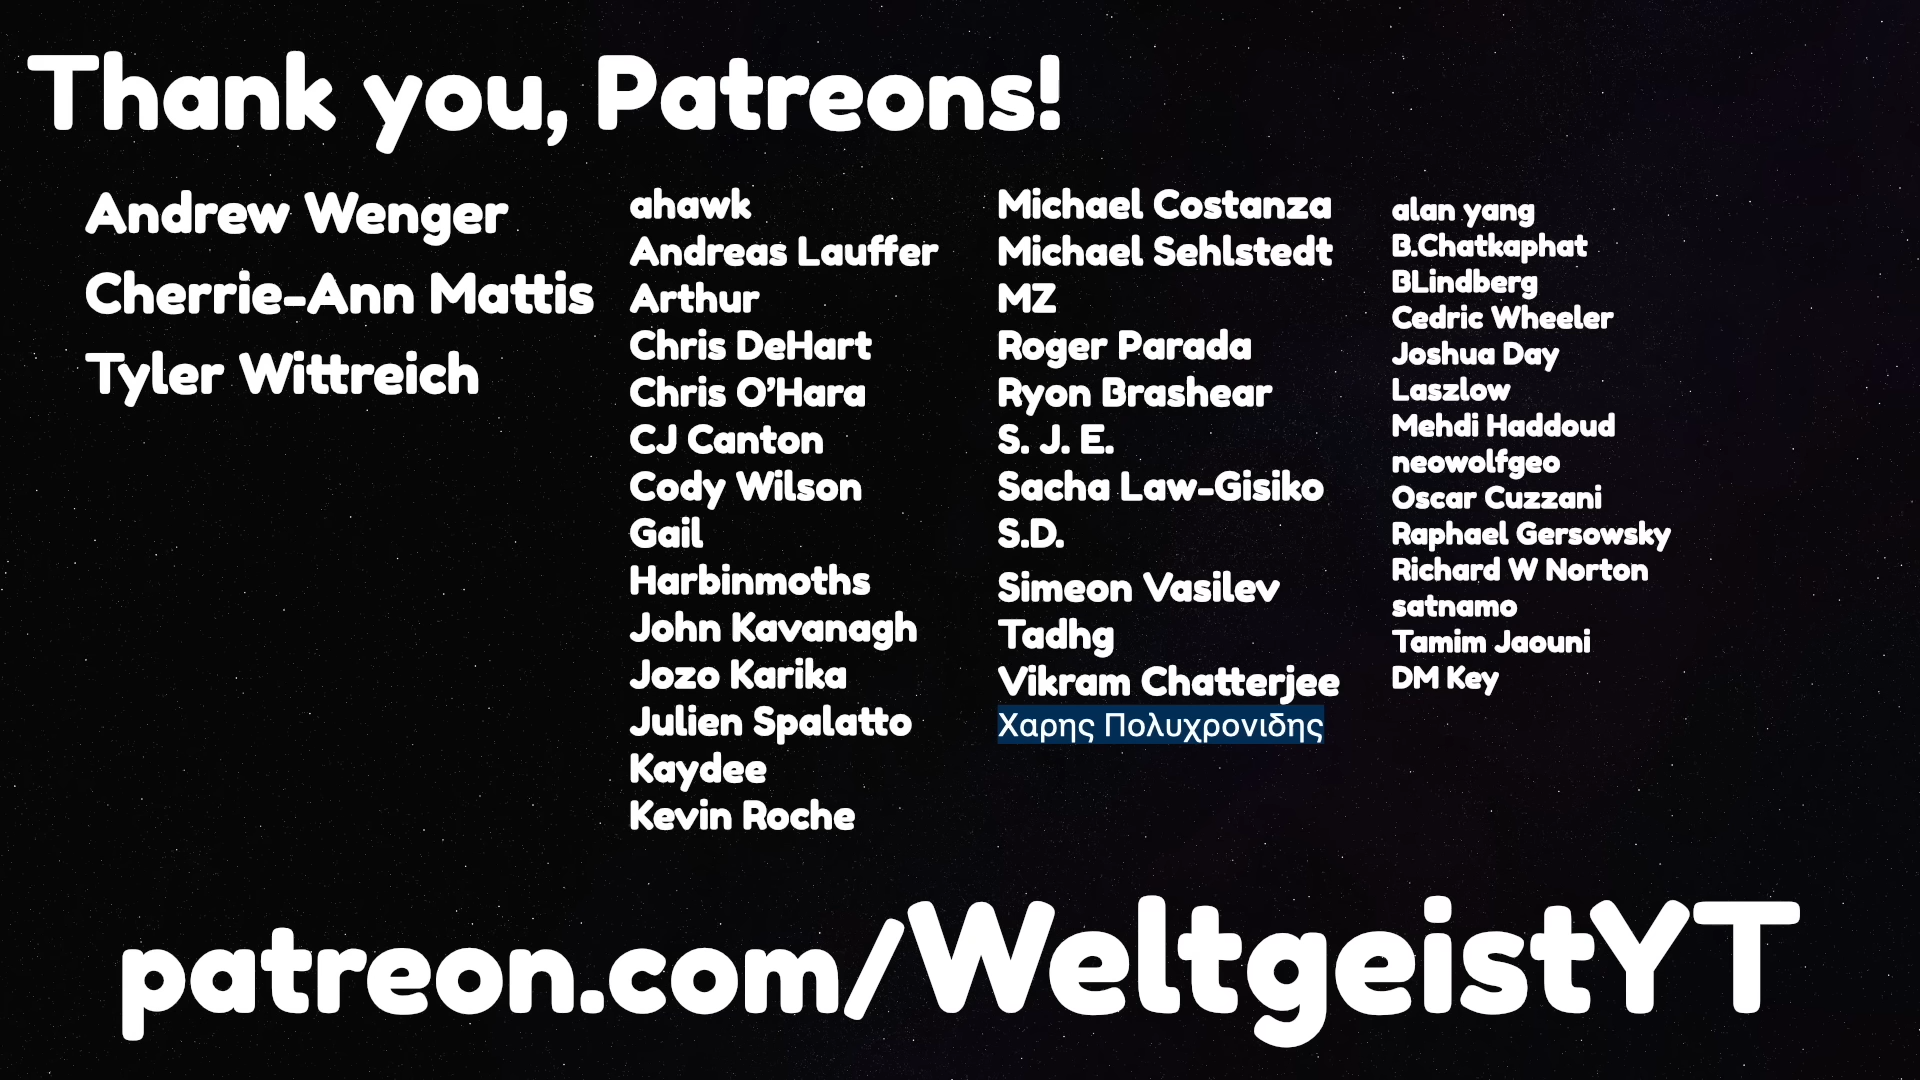 Thank you, Patreons!
Andrew Wenger
Cherrie-Ann Mattis
Tyler Wittreich
ahawk
Andreas Lauffer
Arthur
Chris DeHart
Chris O’Hara
CJ Canton
Cody Wilson
Gail
Harbinmoths
John Kavanagh
Jozo Karika
Julien Spalatto
Kaydee
Kevin Roche
Michael Costanza
Michael Sehlstedt
MZ
Roger Parada
Ryon Brashear
S. J. E.
Sacha Law-Gisiko
S.D.
Simeon Vasilev
Tadhg
Vikram Chatterjee
Χαρης Πολυχρονιδης
alan yang
B.Chatkaphat
BLindberg
Cedric Wheeler
Joshua Day
Laszlow
Mehdi Haddoud
neowolfgeo
Oscar Cuzzani
Raphael Gersowsky
Richard W Norton
satnamo
Tamim Jaouni
DM Key
patreon.com/WeltgeistYT